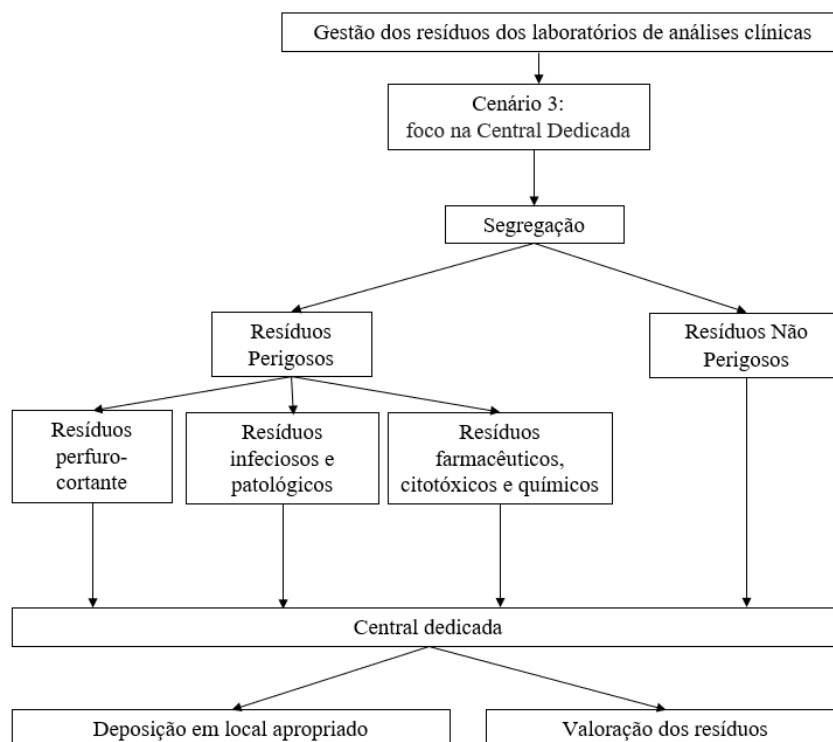 Gestão dos resíduos dos laboratórios de análises clínicas
Cenário 3:
foco na Central Dedicada
Segregação
Resíduos
Perigosos
Resíduos Não
Perigosos
Resíduos
perfuro-
cortante
Resíduos
infeciosos e
patológicos
Resíduos
farmacêuticos,
citotóxicos e químicos
Central dedicada
Deposição em local apropriado
Valoração dos resíduos